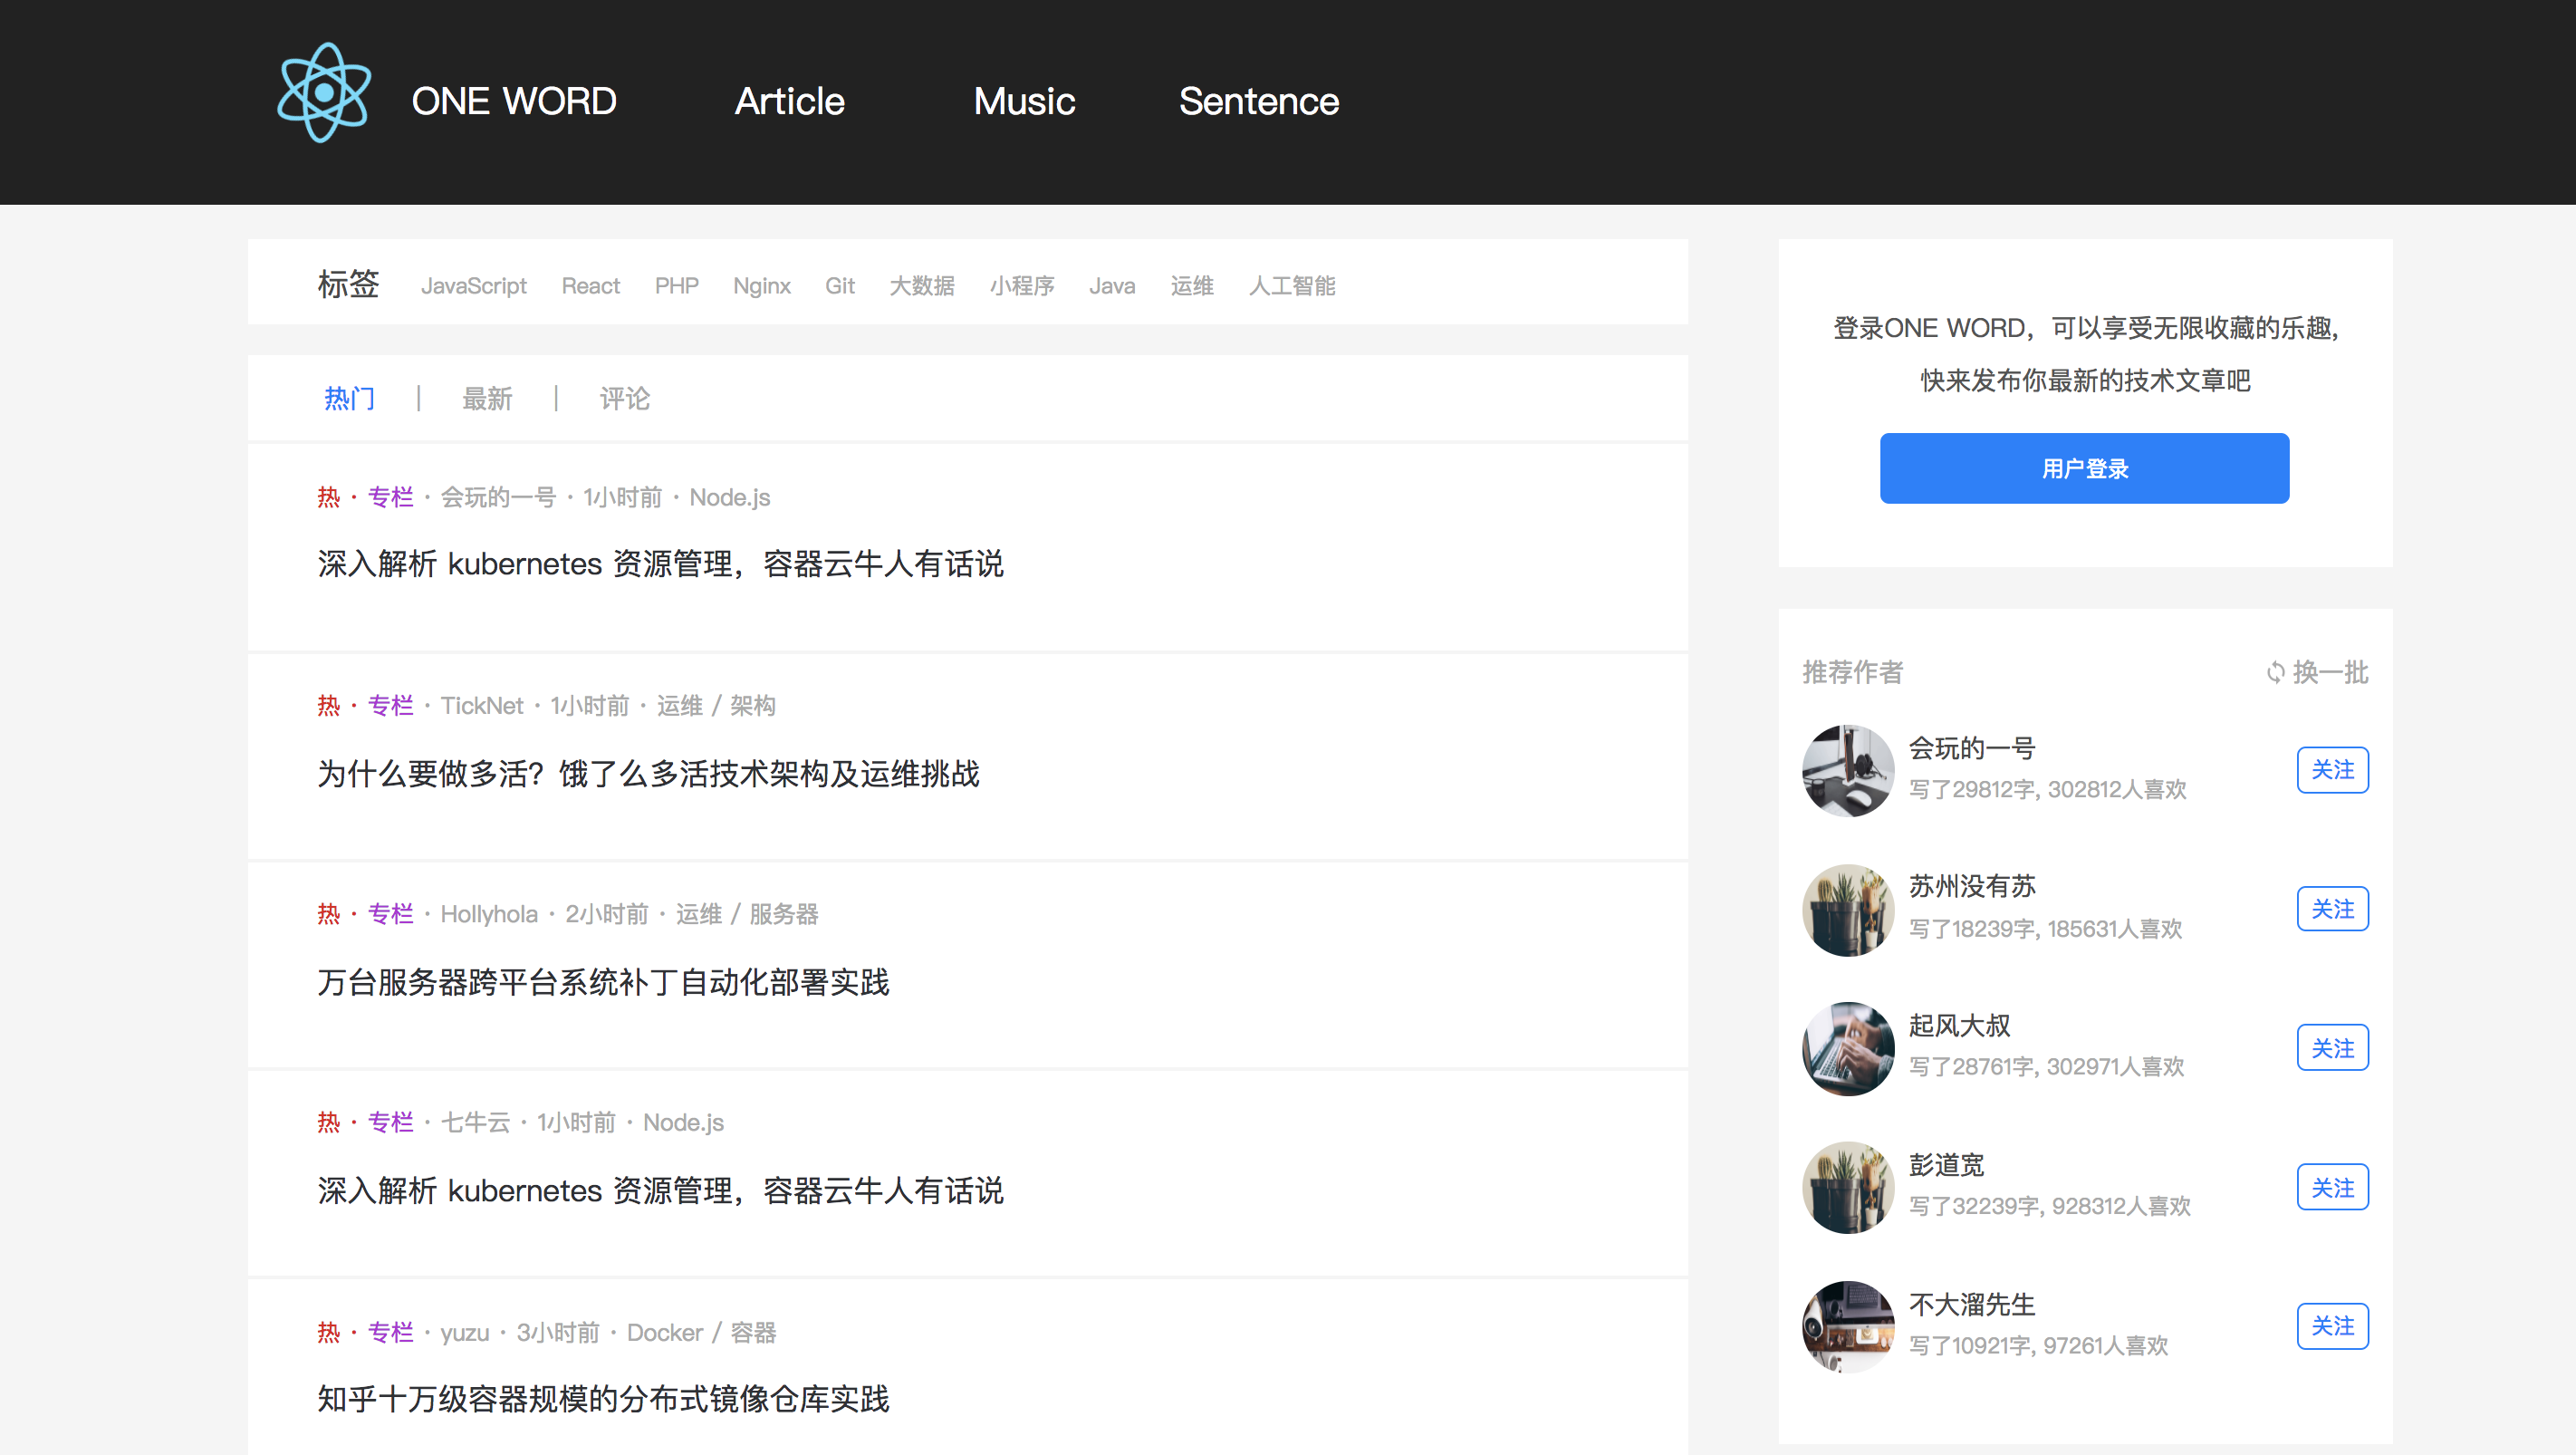 ONE WORD Article Music Sentence
标签 JavaScript React PHP Nginx Git 大数据 小程序 Java 运维 人工智能
热门 | 最新 | 评论
热 · 专栏 · 会玩的一号 · 1小时前 · Node.js
深入解析 kubernetes 资源管理，容器云牛人有话说
热 · 专栏 · TickNet · 1小时前 · 运维 / 架构
为什么要做多活？饿了么多活技术架构及运维挑战
热 · 专栏 · Hollyhola · 2小时前 · 运维 / 服务器
万台服务器跨平台系统补丁自动化部署实践
热 · 专栏 · 七牛云 · 1小时前 · Node.js
深入解析 kubernetes 资源管理，容器云牛人有话说
热 · 专栏 · yuzu · 3小时前 · Docker / 容器
知乎十万级容器规模的分布式镜像仓库实践
登录ONE WORD，可以享受无限收藏的乐趣，
快来发布你最新的技术文章吧
用户登录
推荐作者 换一批
会玩的一号
写了29812字, 302812人喜欢
关注
苏州没有苏
写了18239字, 185631人喜欢
关注
起风大叔
写了28761字, 302971人喜欢
关注
彭道宽
写了32239字, 928312人喜欢
关注
不大溜先生
写了10921字, 97261人喜欢
关注